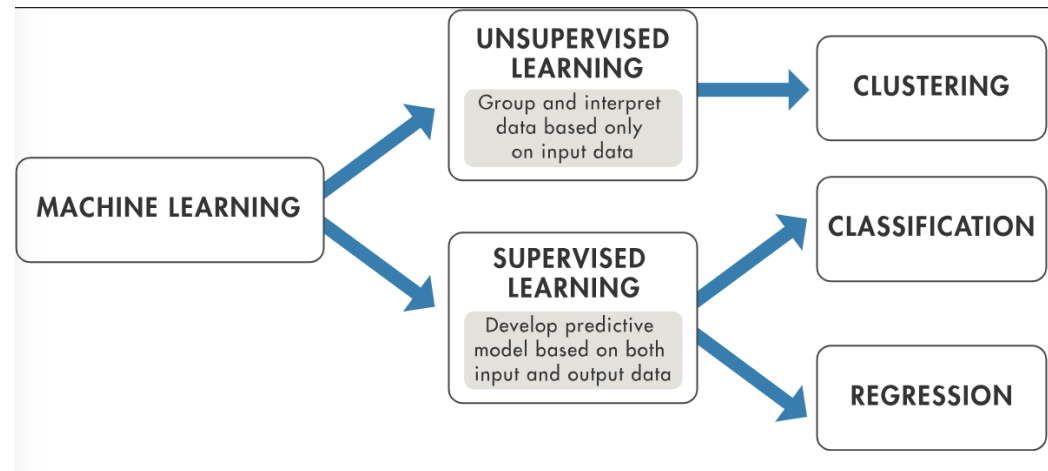 UNSUPERVISED
LEARNING
Group and interpret
data based only
on input data
CLUSTERING
MACHINE LEARNING
CLASSIFICATION
SUPERVISED
LEARNING
Develop predictive
model based on both
input and output data
REGRESSION